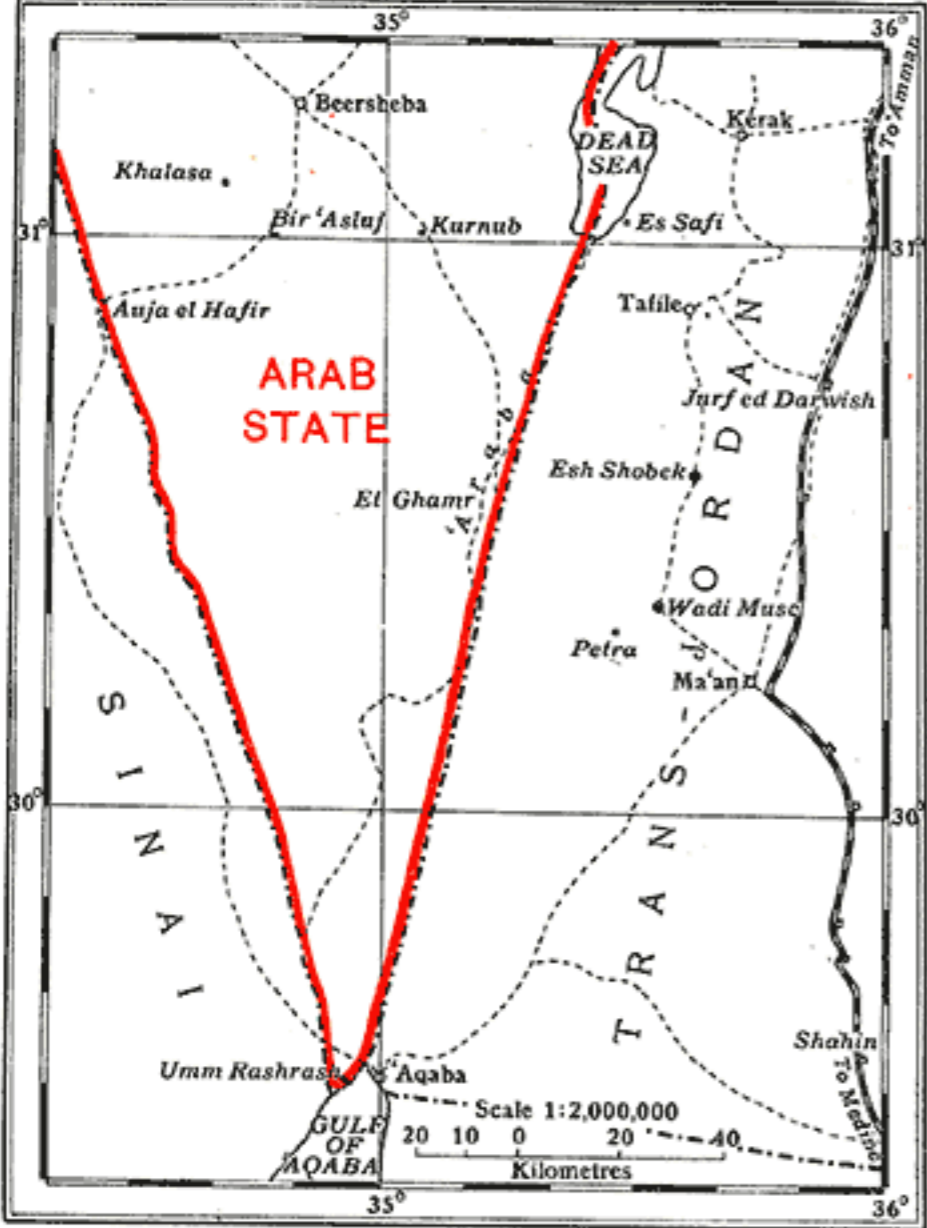 35°
36°
To 'Amman
Beersheba
Kerak
DEAD
SEA
Khalasa
Bir 'Asluj
Kurnub
Es Safi
31°
31°
Auja el Hafir
Tafile
ARAB
STATE
Jurf ed Darwish
'Araba
Esh Shobek
El Ghamr
TRANS-JORDAN
Wadi Musa
Petra
Ma'an
SINAI
30°
30°
Shahin
Umm Rashrash
'Aqaba
To Medine
Scale 1:2,000,000
GULF
OF
AQABA
20 10 0 20 40
Kilometres
35°
36°